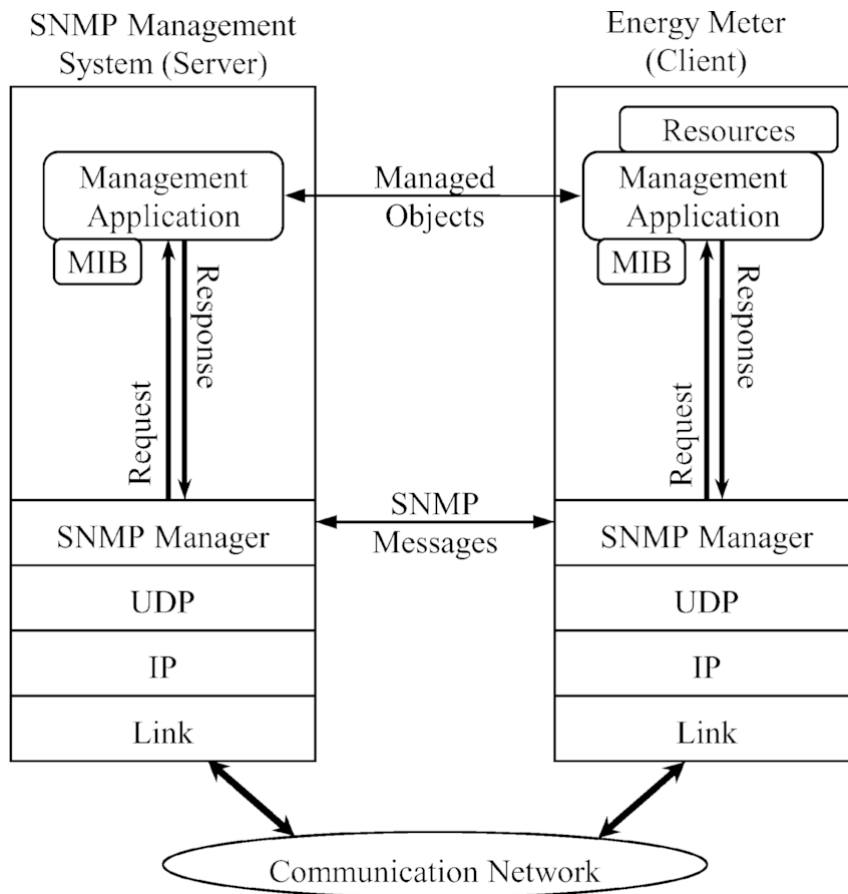 SNMP Management
System (Server)
Energy Meter
(Client)
Resources
Management
Application
Managed
Objects
Management
Application
MIB
MIB
Response
Request
Response
Request
SNMP Manager
SNMP
Messages
SNMP Manager
UDP
UDP
IP
IP
Link
Link
Communication Network